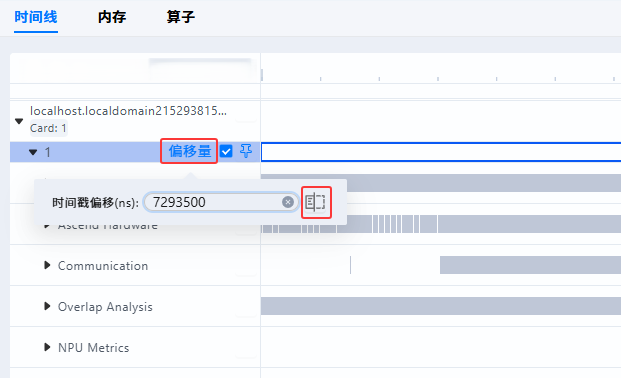 时间线 内存 算子
localhost.localdomain215293815...
Card: 1
1 偏移量
时间戳偏移(ns): 7293500
Ascend Hardware
Communication
Overlap Analysis
NPU Metrics